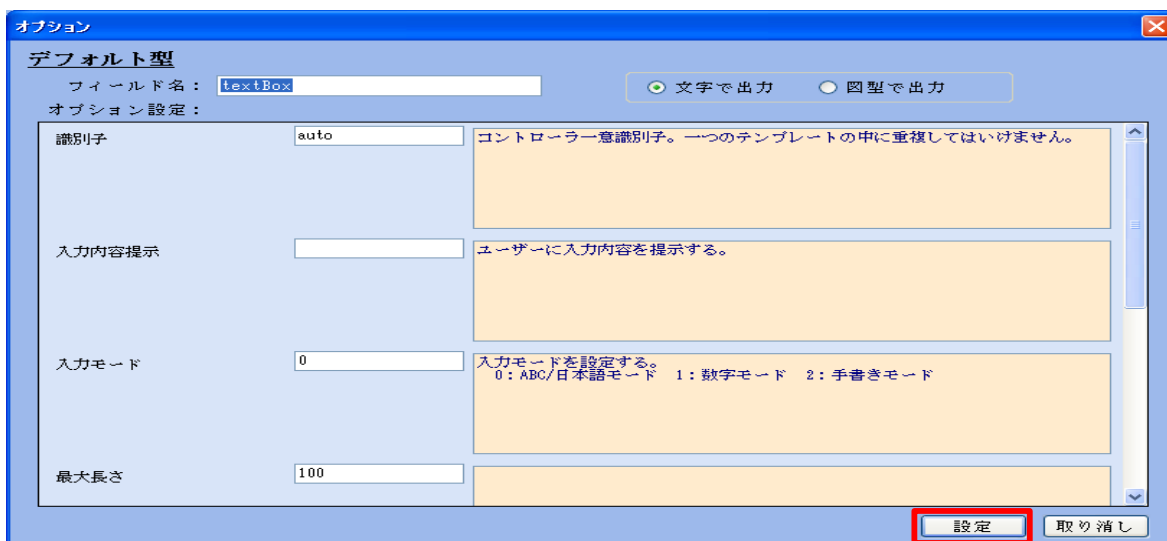 オプション
デフォルト型
フィールド名： textBox ◉ 文字で出力 ○ 図型で出力
オプション設定：
識別子 auto コントローラー意識別子。一つのテンプレートの中に重複してはいけません。
入力内容提示 ユーザーに入力内容を提示する。
入力モード 0 入力モードを設定する。
0：ABC/日本語モード 1：数字モード 2：手書きモード
最大長さ 100
設定 取り消し